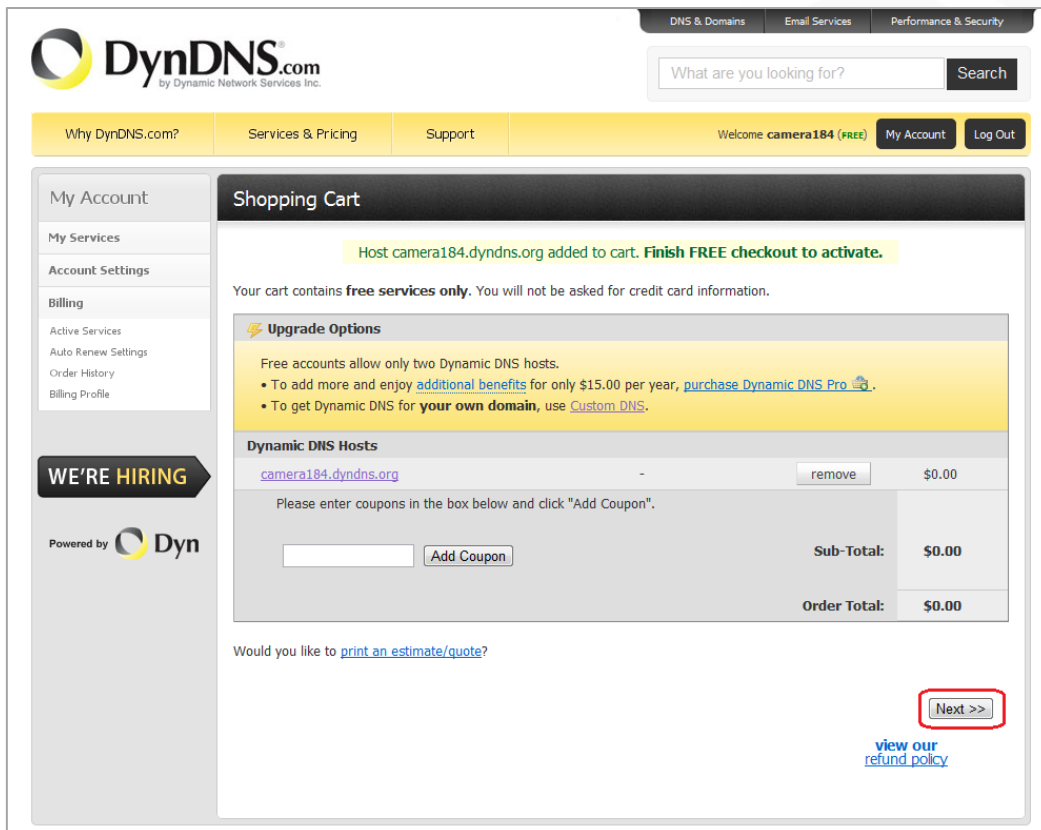 DNS & Domains Email Services Performance & Security
DynDNS.com
by Dynamic Network Services Inc.
What are you looking for? Search
Why DynDNS.com? Services & Pricing Support Welcome camera184 (FREE) My Account Log Out
My Account
My Services
Account Settings
Billing
Active Services
Auto Renew Settings
Order History
Billing Profile
WE'RE HIRING
Powered by Dyn
Shopping Cart
Host camera184.dyndns.org added to cart. Finish FREE checkout to activate.
Your cart contains free services only. You will not be asked for credit card information.
Upgrade Options
Free accounts allow only two Dynamic DNS hosts.
• To add more and enjoy additional benefits for only $15.00 per year, purchase Dynamic DNS Pro .
• To get Dynamic DNS for your own domain, use Custom DNS.
Dynamic DNS Hosts
camera184.dyndns.org - remove $0.00
Please enter coupons in the box below and click "Add Coupon".
Add Coupon Sub-Total: $0.00
Order Total: $0.00
Would you like to print an estimate/quote?
Next >>
view our
refund policy